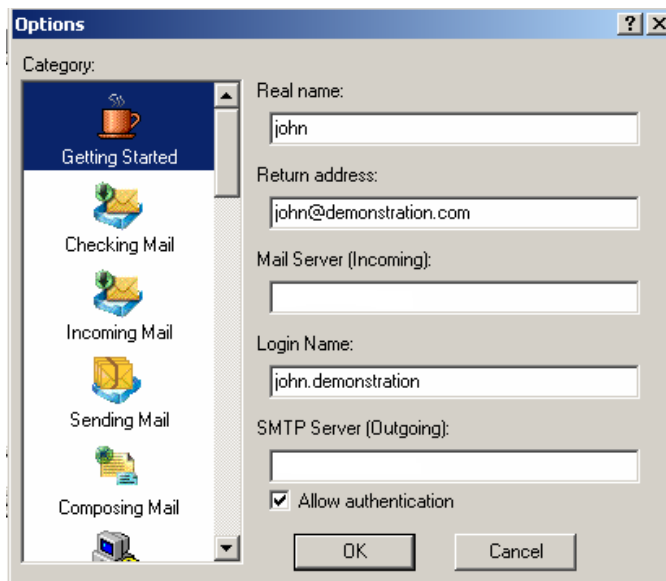 Options
Category:
Getting Started
Checking Mail
Incoming Mail
Sending Mail
Composing Mail
Real name:
john
Return address:
john@demonstration.com
Mail Server (Incoming):
Login Name:
john.demonstration
SMTP Server (Outgoing):
Allow authentication
OK
Cancel